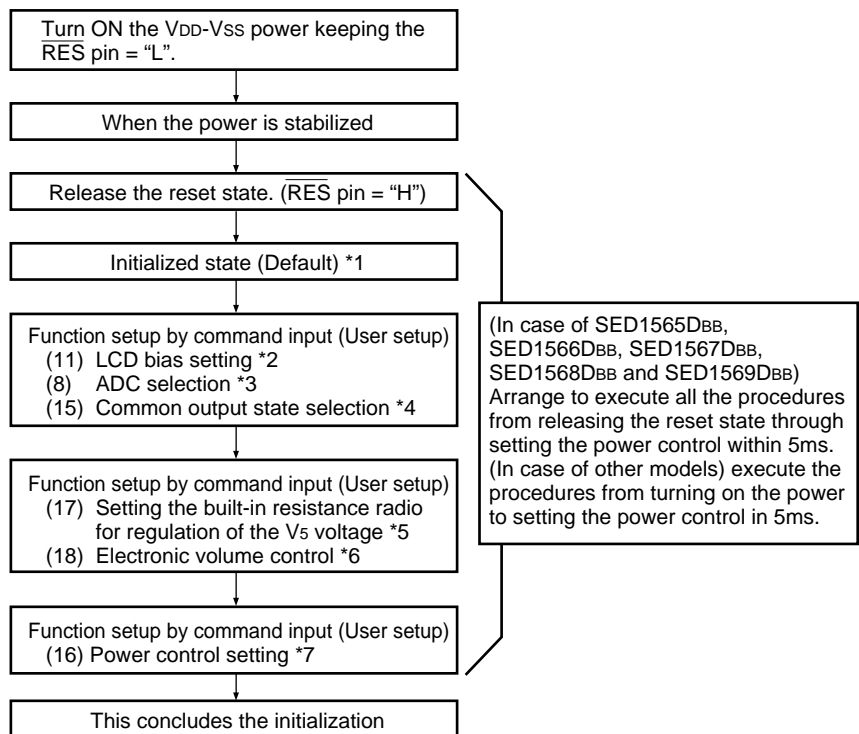 Turn ON the VDD-VSS power keeping the
RES pin = “L”.
When the power is stabilized
Release the reset state. (RES pin = “H”)
Initialized state (Default) *1
Function setup by command input (User setup)
(11) LCD bias setting *2
(8) ADC selection *3
(15) Common output state selection *4
Function setup by command input (User setup)
(17) Setting the built-in resistance radio
for regulation of the V5 voltage *5
(18) Electronic volume control *6
Function setup by command input (User setup)
(16) Power control setting *7
This concludes the initialization
(In case of SED1565DBB,
SED1566DBB, SED1567DBB,
SED1568DBB and SED1569DBB)
Arrange to execute all the procedures
from releasing the reset state through
setting the power control within 5ms.
(In case of other models) execute the
procedures from turning on the power
to setting the power control in 5ms.